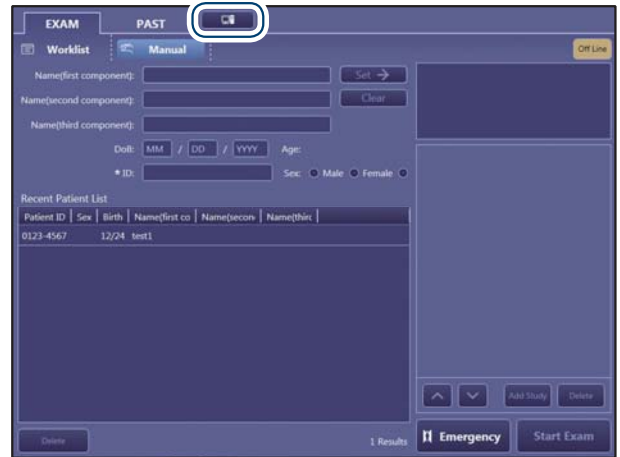 EXAM PAST
Worklist Manual Off Line
Name(first component): Set →
Name(second component): Clear
Name(third component):
DoB: MM / DD / YYYY Age:
* ID: Sex: Male Female
Recent Patient List
Patient ID Sex Birth Name(first co Name(secon Name(thirc
0123-4567 12/24 test1
Add Study Delete
Delete 1 Results Emergency Start Exam